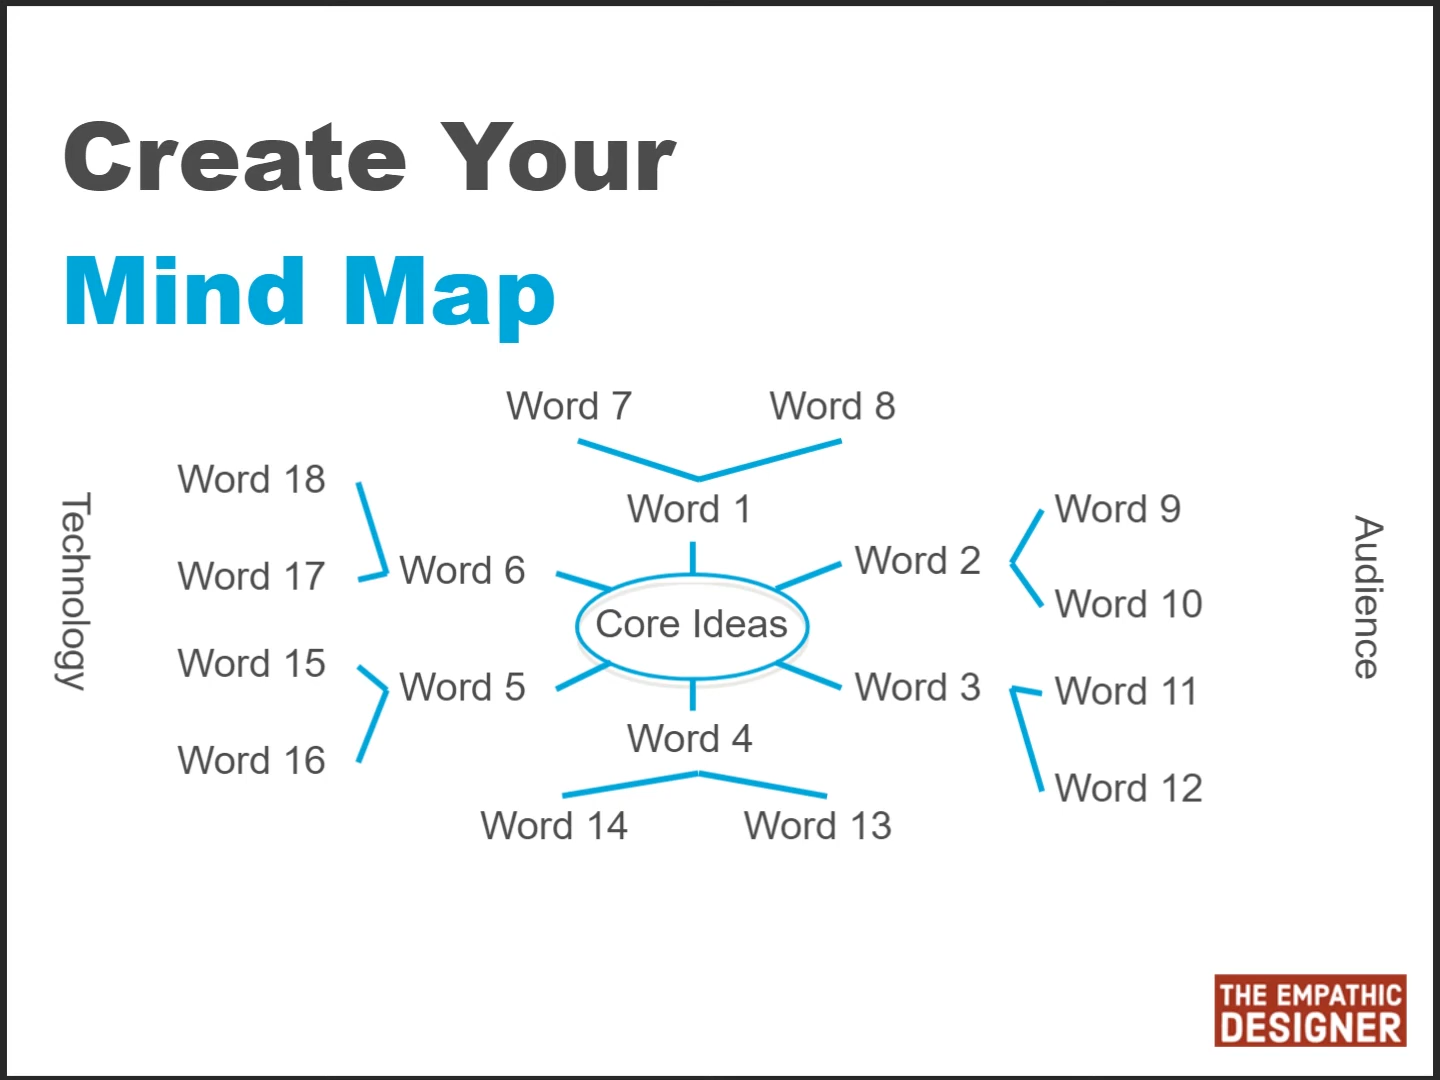 Create Your
Mind Map
Word 7
Word 8
Word 18
Word 1
Word 9
Word 6
Word 2
Word 17
Word 10
Technology
Core Ideas
Audience
Word 15
Word 5
Word 3
Word 11
Word 16
Word 4
Word 12
Word 14
Word 13
THE EMPATHIC
DESIGNER